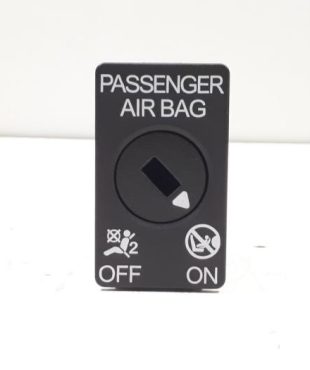 PASSENGER
AIR BAG
2
OFF ON